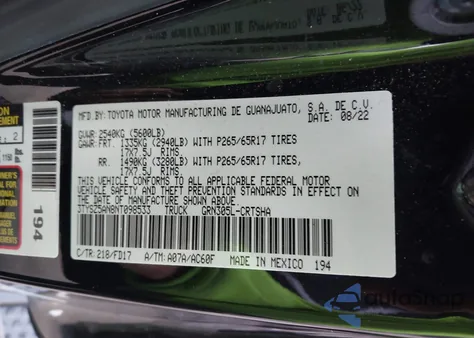 MFD.BY:TOYOTA MOTOR MANUFACTURING DE GUANAJUATO, S.A. DE C.V.
08/22
GVWR:2540KG (5600LB)
GAWR:FRT. 1335KG (2940LB) WITH P265/65R17 TIRES
17X7.5J RIMS
RR. 1490KG (3280LB) WITH P265/65R17 TIRES,
17X7.5J RIMS
THIS VEHICLE CONFORMS TO ALL APPLICABLE FEDERAL MOTOR
VEHICLE SAFETY AND THEFT PREVENTION STANDARDS IN EFFECT ON
THE DATE OF MANUFACTURE SHOWN ABOVE.
3TYSZ5AN8NT098533 TRUCK GRN305L-CRTSHA
C/TR:218/FD17 A/TM:A07A/AC60F MADE IN MEXICO 194
194
2
autoSnap